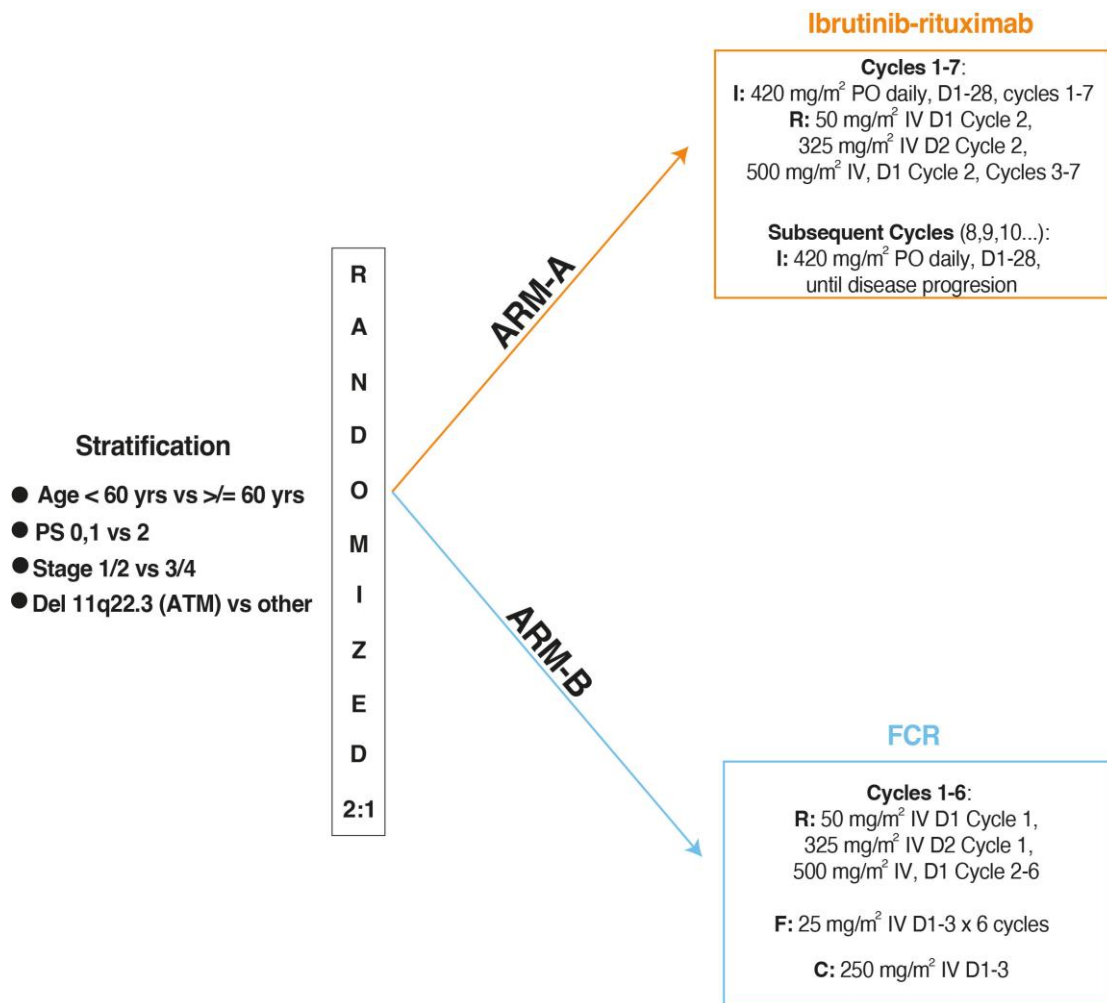 Stratification
● Age < 60 yrs vs >/= 60 yrs
● PS 0,1 vs 2
● Stage 1/2 vs 3/4
● Del 11q22.3 (ATM) vs other
R
A
N
D
O
M
I
Z
E
D
2:1
ARM-A
Ibrutinib-rituximab
Cycles 1-7:
I: 420 mg/m² PO daily, D1-28, cycles 1-7
R: 50 mg/m² IV D1 Cycle 2,
325 mg/m² IV D2 Cycle 2,
500 mg/m² IV, D1 Cycle 2, Cycles 3-7
Subsequent Cycles (8,9,10...):
I: 420 mg/m² PO daily, D1-28,
until disease progresion
ARM-B
FCR
Cycles 1-6:
R: 50 mg/m² IV D1 Cycle 1,
325 mg/m² IV D2 Cycle 1,
500 mg/m² IV, D1 Cycle 2-6
F: 25 mg/m² IV D1-3 x 6 cycles
C: 250 mg/m² IV D1-3